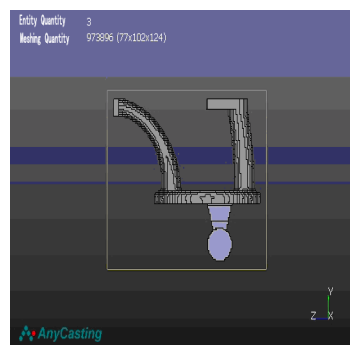 Entity Quantity 3
Meshing Quantity 973896 (77x102x124)
Y
Z X
AnyCasting